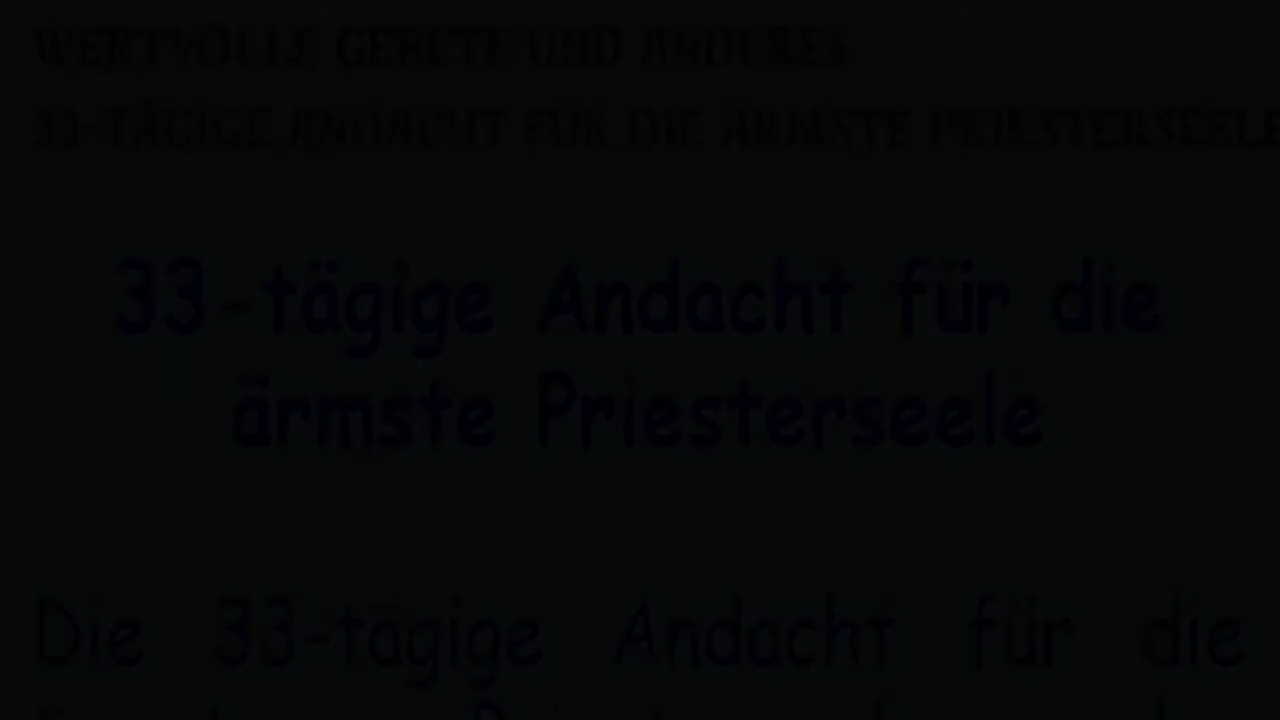 WERTVOLLE GEBETE UND ANDERES
33-TÄGIGE ANDACHT FÜR DIE ÄRMSTE PRIESTERSEELE
33-tägige Andacht für die
ärmste Priesterseele
Die 33-tägige Andacht für die